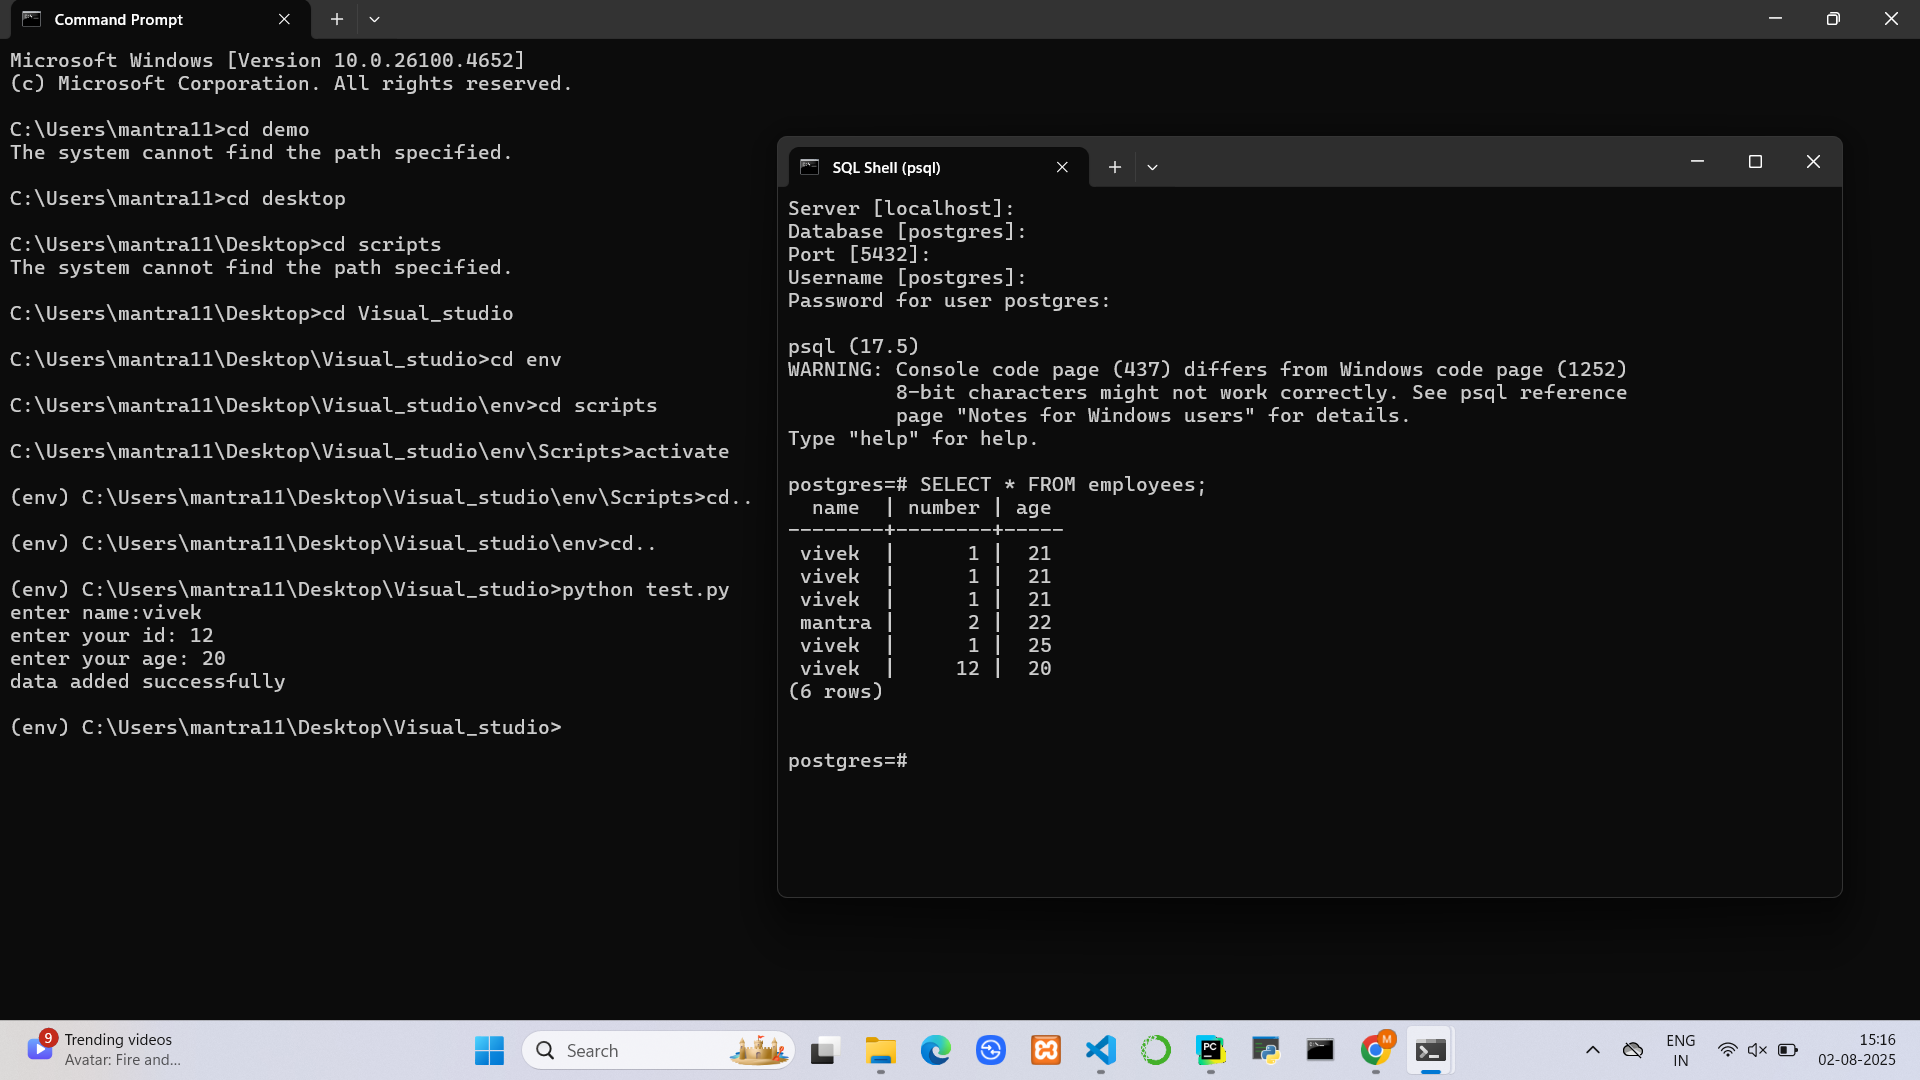 Command Prompt
Microsoft Windows [Version 10.0.26100.4652]
(c) Microsoft Corporation. All rights reserved.
C:\Users\mantra11>cd demo
The system cannot find the path specified.
C:\Users\mantra11>cd desktop
C:\Users\mantra11\Desktop>cd scripts
The system cannot find the path specified.
C:\Users\mantra11\Desktop>cd Visual_studio
C:\Users\mantra11\Desktop\Visual_studio>cd env
C:\Users\mantra11\Desktop\Visual_studio\env>cd scripts
C:\Users\mantra11\Desktop\Visual_studio\env\Scripts>activate
(env) C:\Users\mantra11\Desktop\Visual_studio\env\Scripts>cd..
(env) C:\Users\mantra11\Desktop\Visual_studio\env>cd..
(env) C:\Users\mantra11\Desktop\Visual_studio>python test.py
enter name:vivek
enter your id: 12
enter your age: 20
data added successfully
(env) C:\Users\mantra11\Desktop\Visual_studio>
SQL Shell (psql)
Server [localhost]:
Database [postgres]:
Port [5432]:
Username [postgres]:
Password for user postgres:
psql (17.5)
WARNING: Console code page (437) differs from Windows code page (1252)
         8-bit characters might not work correctly. See psql reference
         page "Notes for Windows users" for details.
Type "help" for help.
postgres=# SELECT * FROM employees;
  name  | number | age
--------+--------+-----
 vivek  |      1 |  21
 vivek  |      1 |  21
 vivek  |      1 |  21
 mantra |      2 |  22
 vivek  |      1 |  25
 vivek  |     12 |  20
(6 rows)
postgres=#
9
Trending videos
Avatar: Fire and...
Search
PC
M
ENG
IN
15:16
02-08-2025